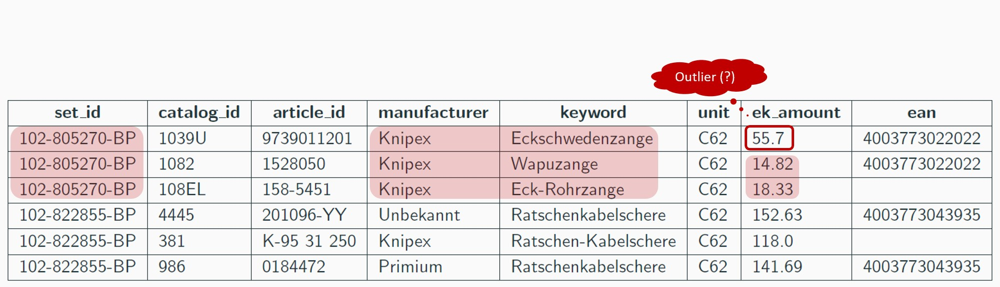 Outlier (?)
set_id catalog_id article_id manufacturer keyword unit ek_amount ean
102-805270-BP 1039U 9739011201 Knipex Eckschwedenzange C62 55.7 4003773022022
102-805270-BP 1082 1528050 Knipex Wapuzange C62 14.82 4003773022022
102-805270-BP 108EL 158-5451 Knipex Eck-Rohrzange C62 18.33
102-822855-BP 4445 201096-YY Unbekannt Ratschenkabelschere C62 152.63 4003773043935
102-822855-BP 381 K-95 31 250 Knipex Ratschen-Kabelschere C62 118.0
102-822855-BP 986 0184472 Primium Ratschenkabelschere C62 141.69 4003773043935